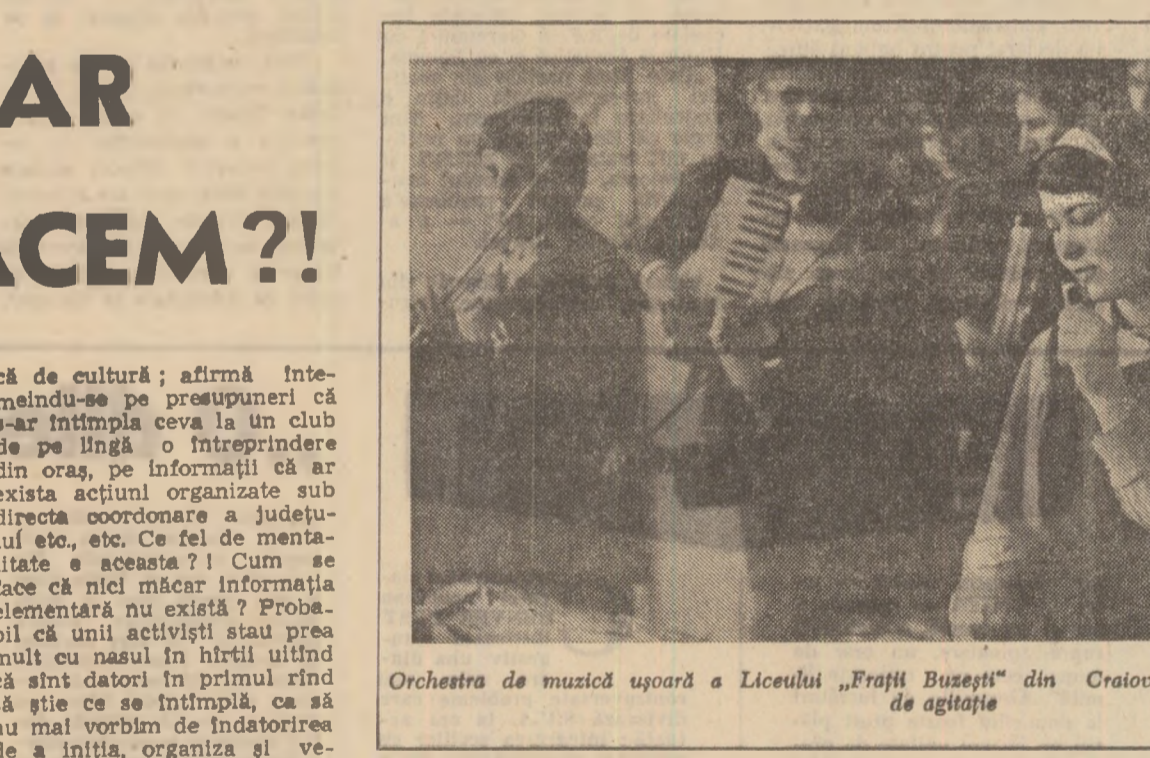 AR
ACEM?!
că de cultură; afirmă înte-
meindu-se pe presupuneri că
s-ar întîmpla ceva la un club
de pe lîngă o întreprindere
din oraș, pe informații că ar
exista acțiuni organizate sub
directa coordonare a județu-
lui etc., etc. Ce fel de menta-
litate e aceasta?! Cum se
face că nici măcar informația
elementară nu există? Proba-
bil că unii activiști stau prea
mult cu nasul în hîrtii uitînd
că sînt datori în primul rînd
să știe ce se întîmplă, ca să
nu mai vorbim de îndatorirea
de a iniția, organiza și ve-
Orchestra de muzică ușoară a Liceului „Frații Buzești“ din Craiov
de agitație